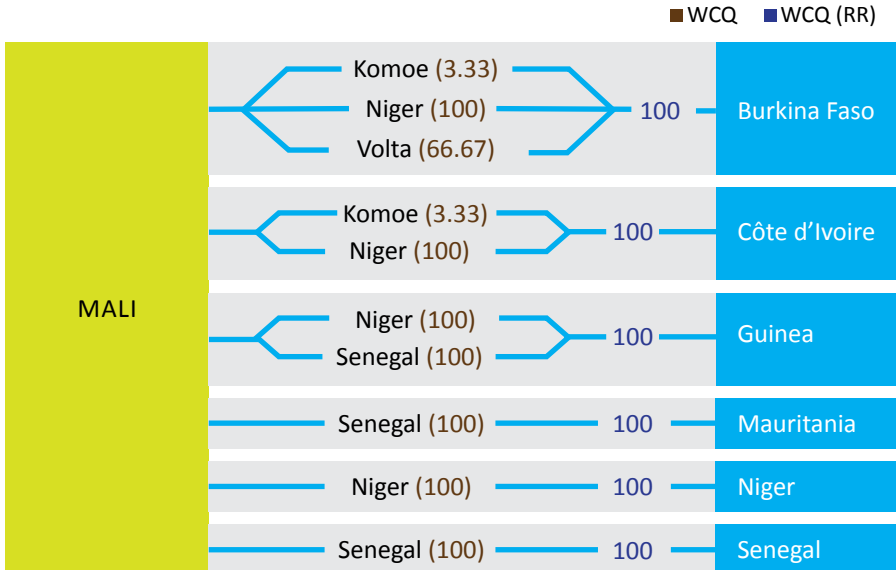 WCQ WCQ (RR)
MALI
Komoe (3.33)
Niger (100) 100 Burkina Faso
Volta (66.67)
Komoe (3.33)
100 Côte d’Ivoire
Niger (100)
Niger (100)
100 Guinea
Senegal (100)
Senegal (100) 100 Mauritania
Niger (100) 100 Niger
Senegal (100) 100 Senegal